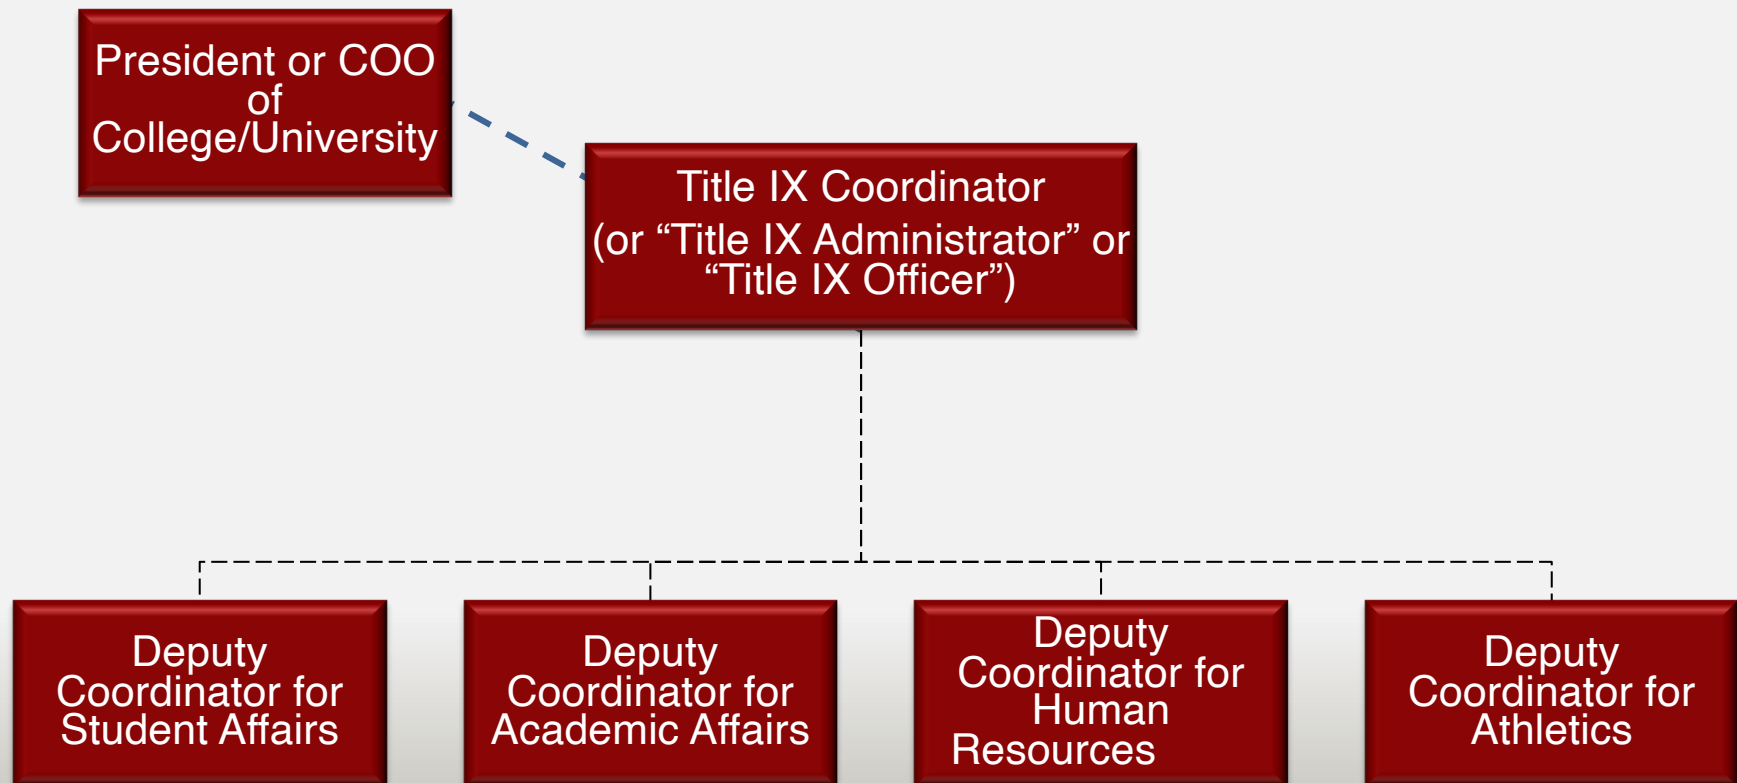 President or COO
of
College/University
Title IX Coordinator
(or “Title IX Administrator” or
“Title IX Officer”)
Deputy
Coordinator for
Student Affairs
Deputy
Coordinator for
Academic Affairs
Deputy
Coordinator for
Human
Resources
Deputy
Coordinator for
Athletics